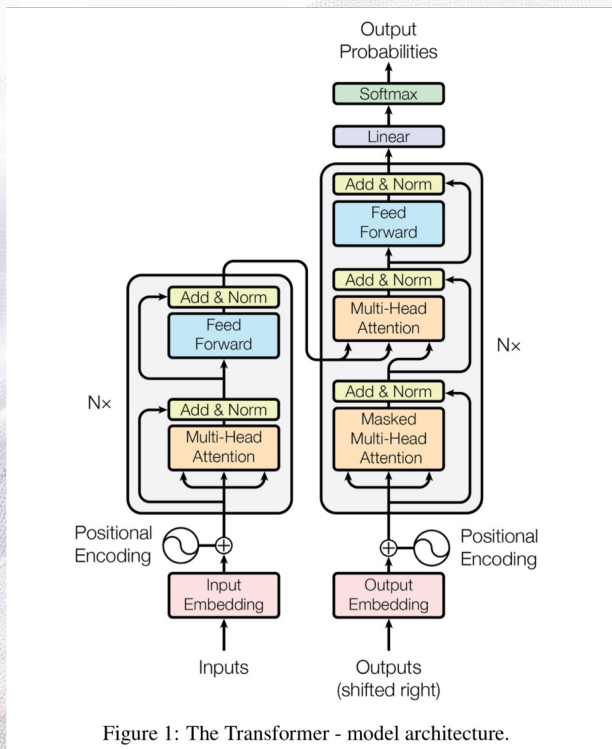 Output
Probabilities
Softmax
Linear
Add & Norm
Feed
Forward
Add & Norm
Multi-Head
Attention
Add & Norm
Masked
Multi-Head
Attention
Nx
Add & Norm
Feed
Forward
Add & Norm
Multi-Head
Attention
Nx
Positional
Encoding
Positional
Encoding
Input
Embedding
Output
Embedding
Inputs
Outputs
(shifted right)
Figure 1: The Transformer - model architecture.